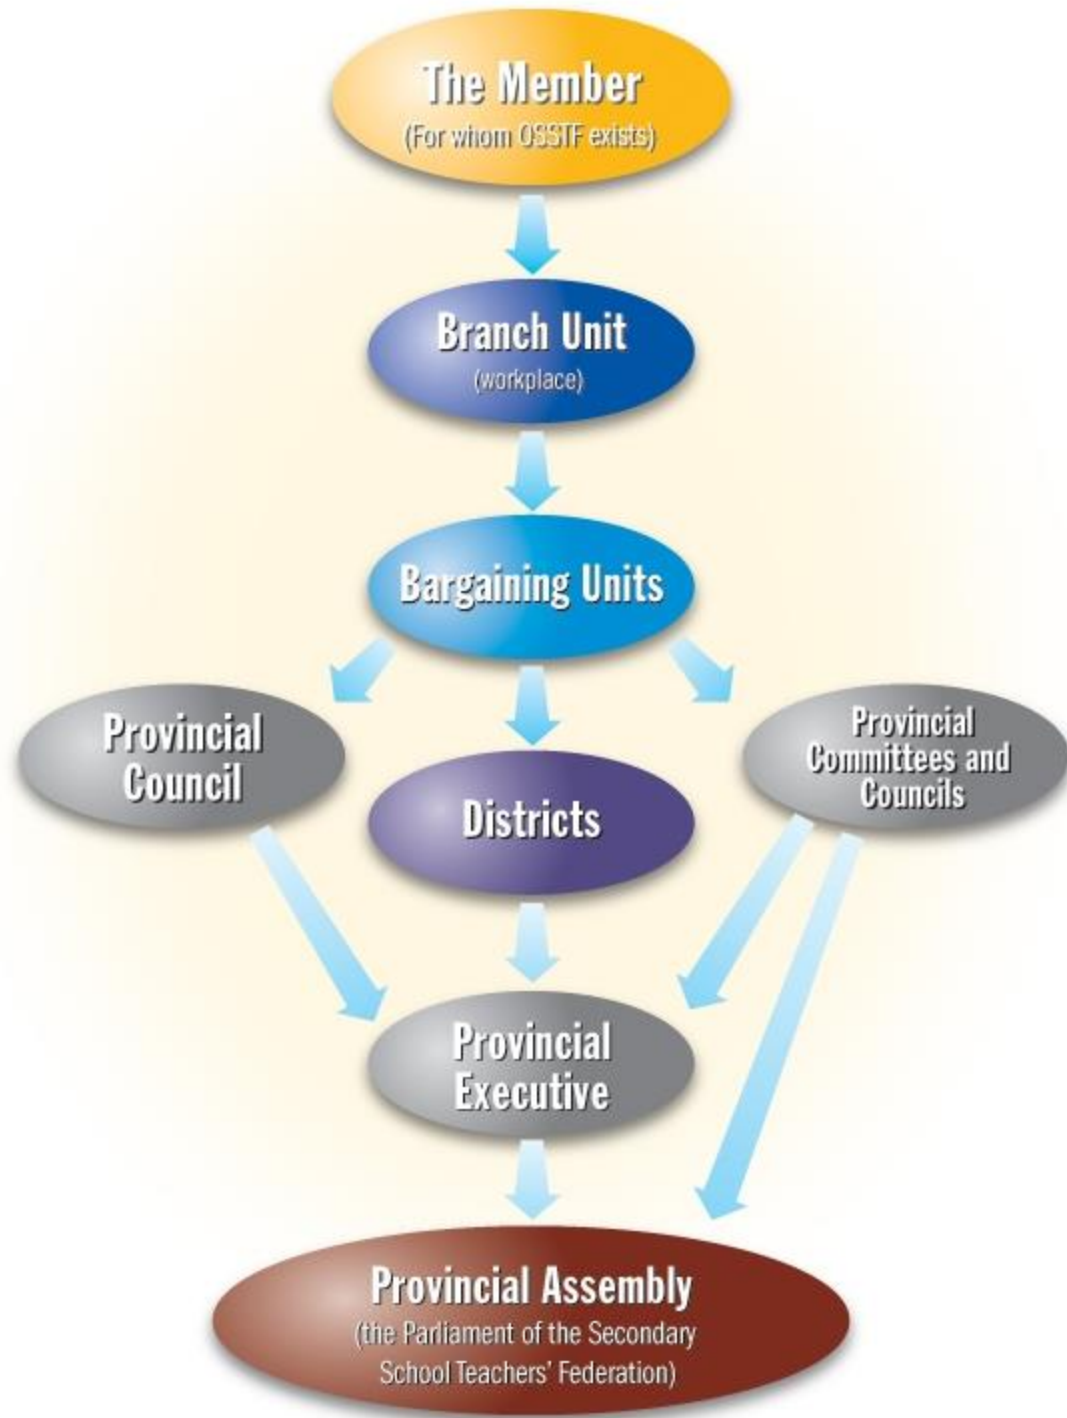 The Member
(For whom OSSTF exists)
Branch Unit
(workplace)
Bargaining Units
Provincial
Council
Districts
Provincial
Committees and
Councils
Provincial
Executive
Provincial Assembly
(the Parliament of the Secondary
School Teachers' Federation)